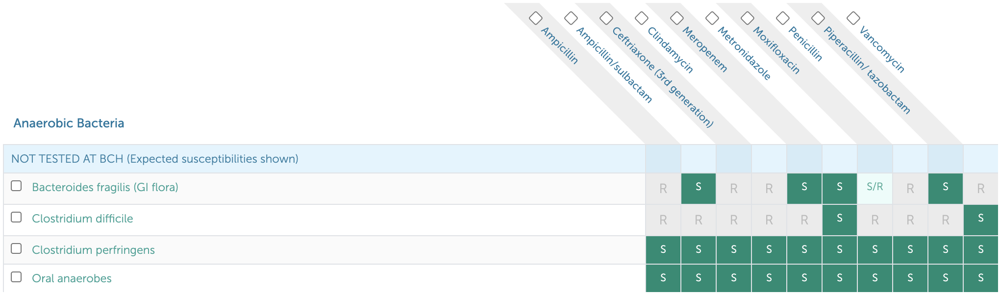 Ampicillin
Ampicillin/sulbactam
Ceftriaxone (3rd generation)
Clindamycin
Meropenem
Metronidazole
Moxifloxacin
Penicillin
Piperacillin/ tazobactam
Vancomycin
Anaerobic Bacteria
NOT TESTED AT BCH (Expected susceptibilities shown)
Bacteroides fragilis (GI flora) R S R R S S S/R R S R
Clostridium difficile R R R R R S R R R S
Clostridium perfringens S S S S S S S S S S
Oral anaerobes S S S S S S S S S S